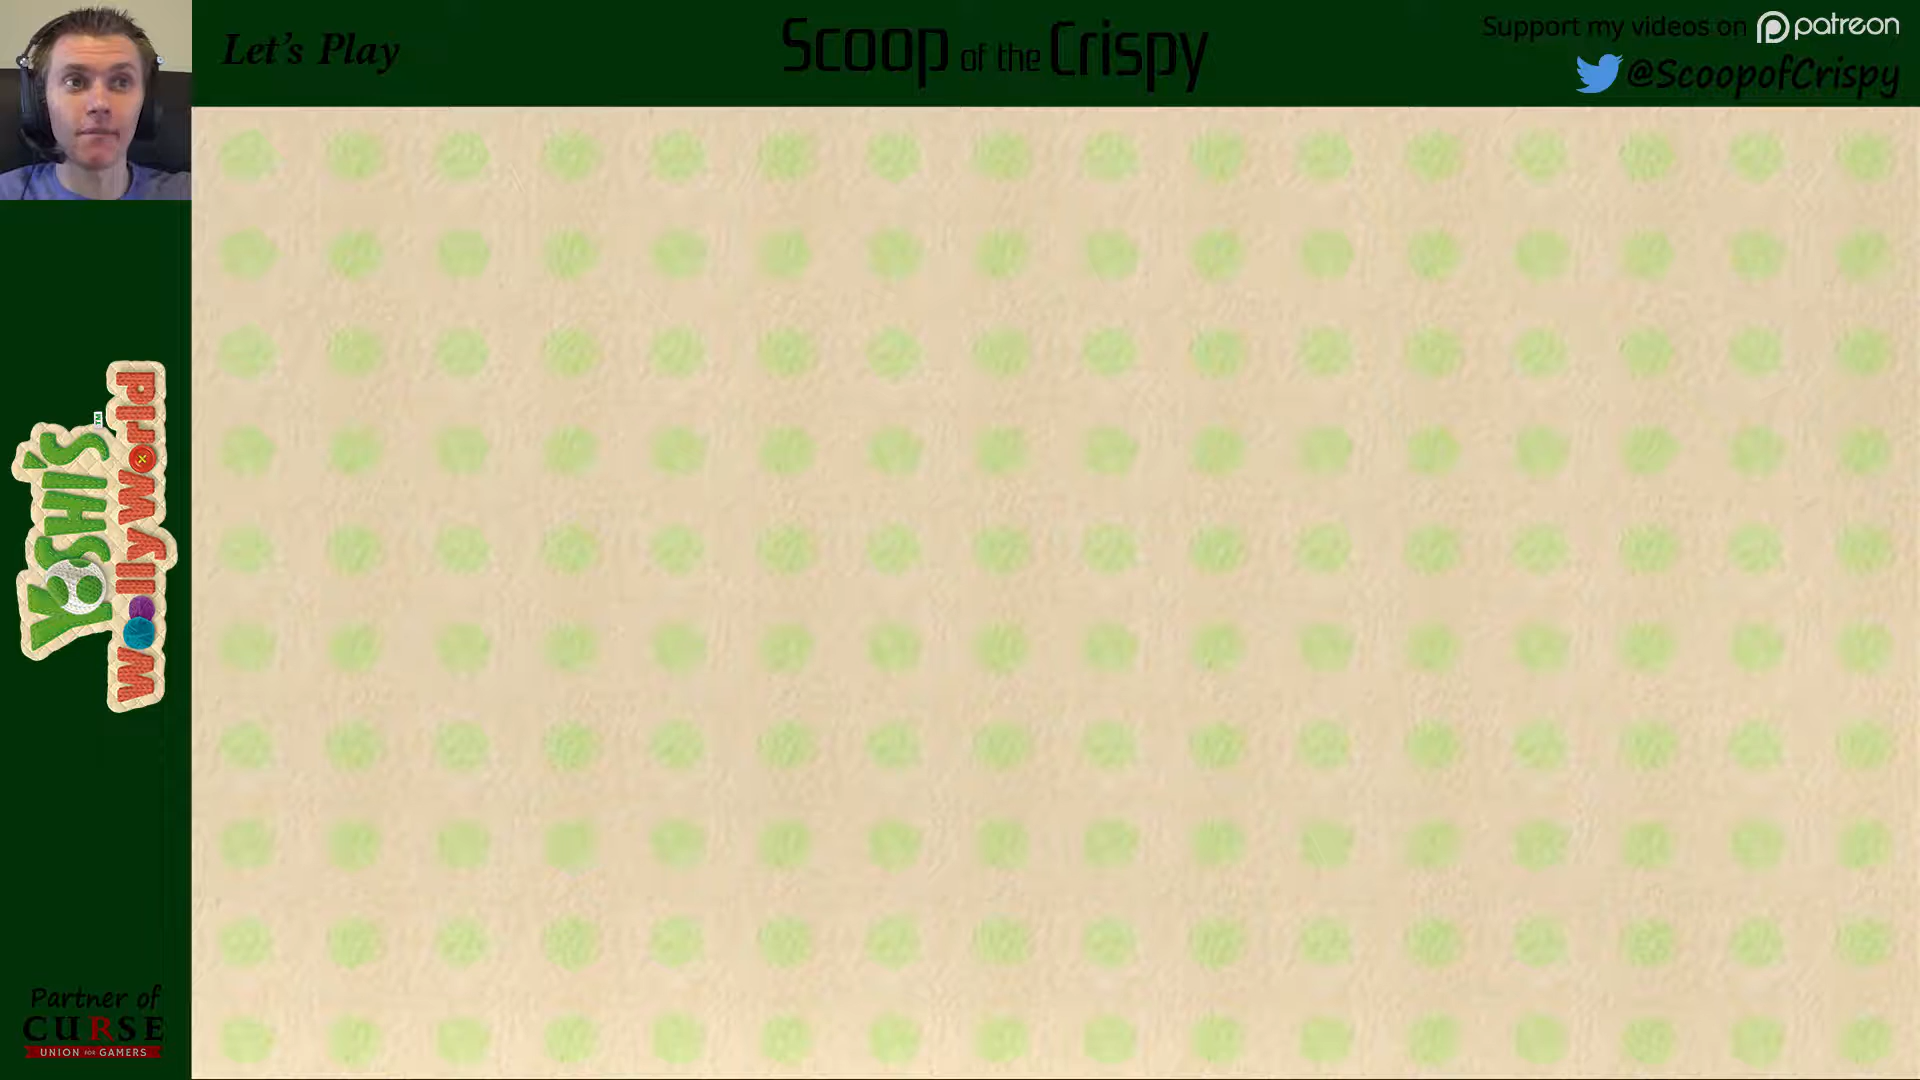 Let's Play
Scoop of the Crispy
Support my videos on patreon
@ScoopofCrispy
YOSHI'S
TM
WOOLLY WORLD
Partner of
CURSE
UNION FOR GAMERS